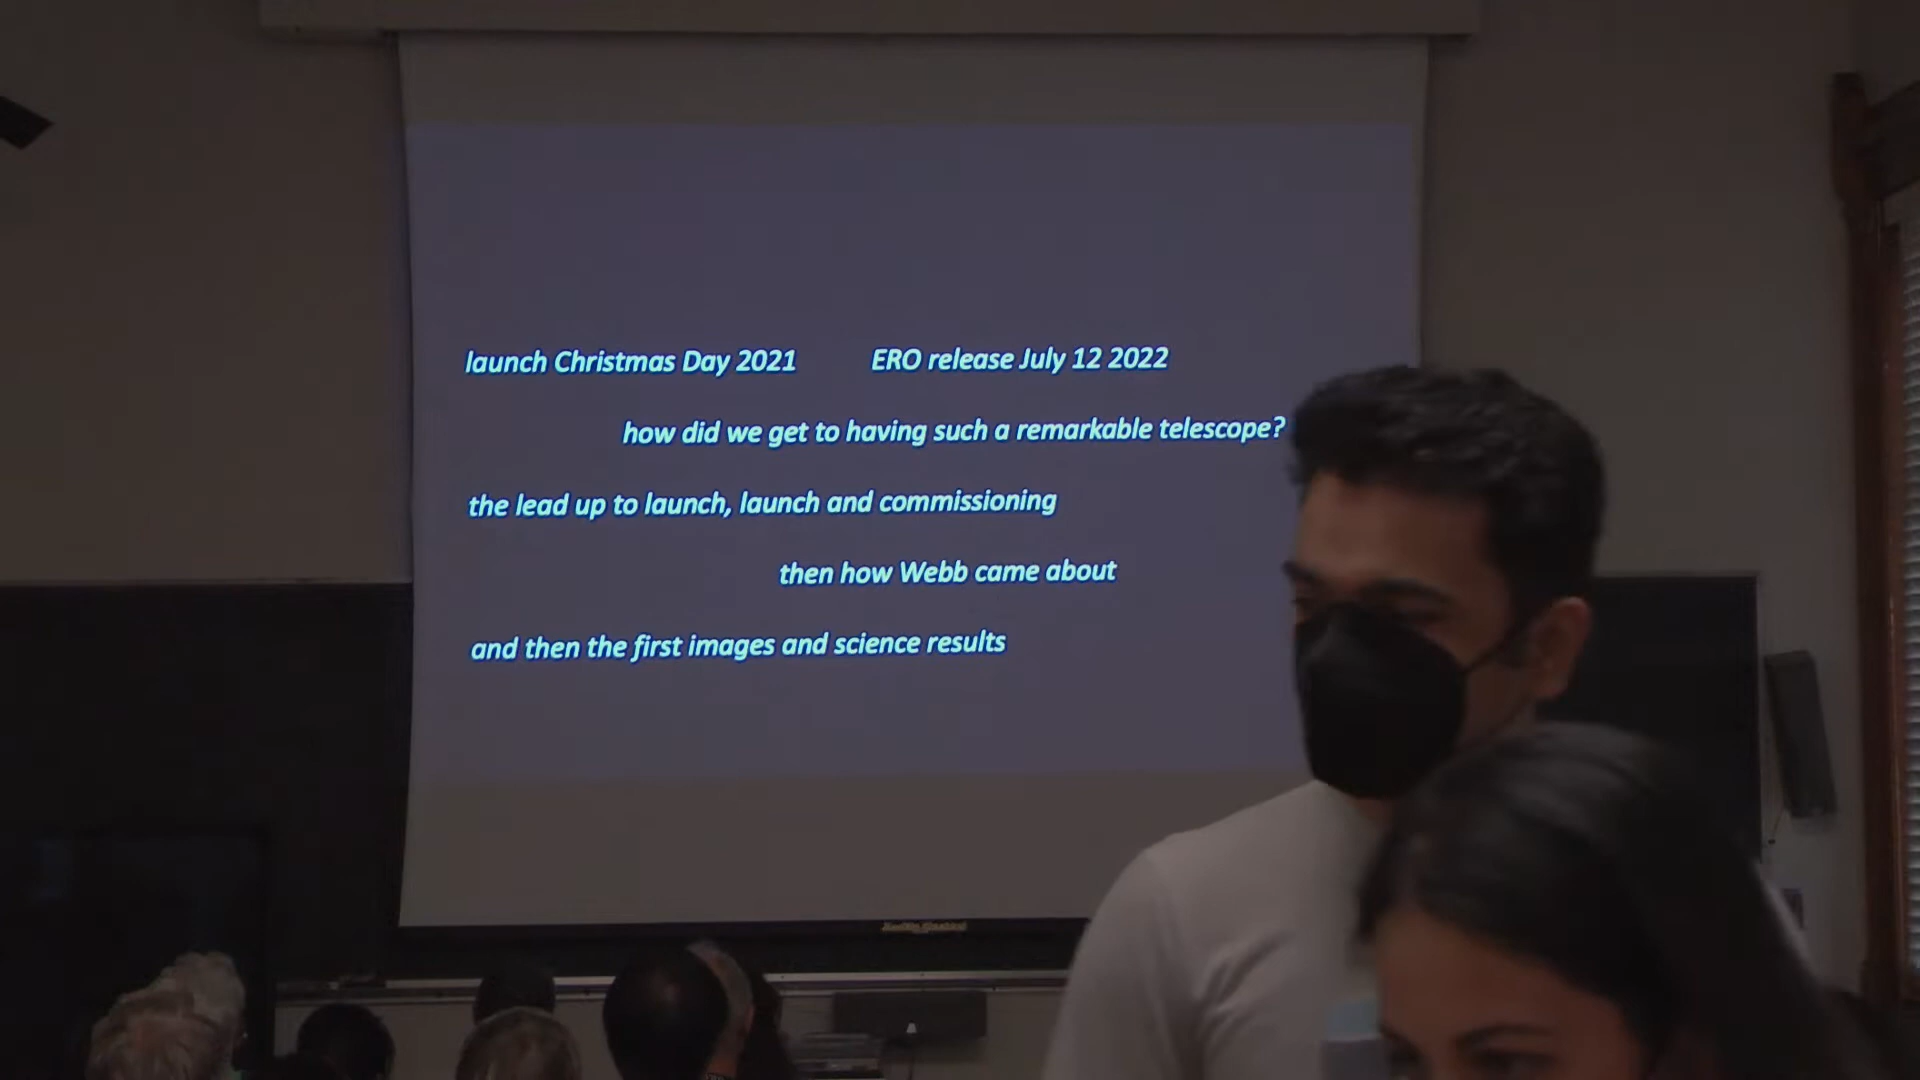 launch Christmas Day 2021 ERO release July 12 2022
how did we get to having such a remarkable telescope?
the lead up to launch, launch and commissioning
then how Webb came about
and then the first images and science results